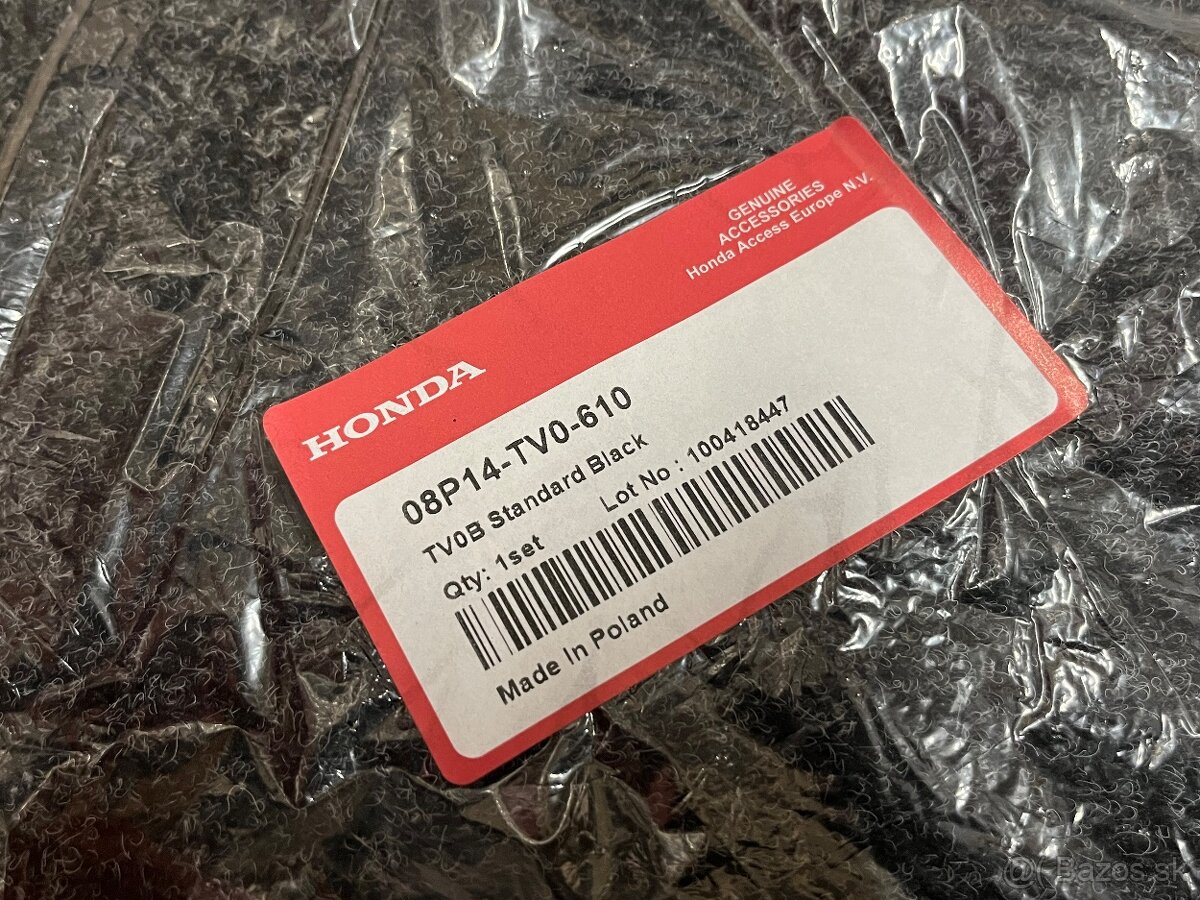 GENUINE
ACCESSORIES
Honda Access Europe N.V.
HONDA
08P14-TV0-610
TV0B Standard Black
Qty: 1set Lot No : 100418447
Made In Poland
@ Bazos.sk